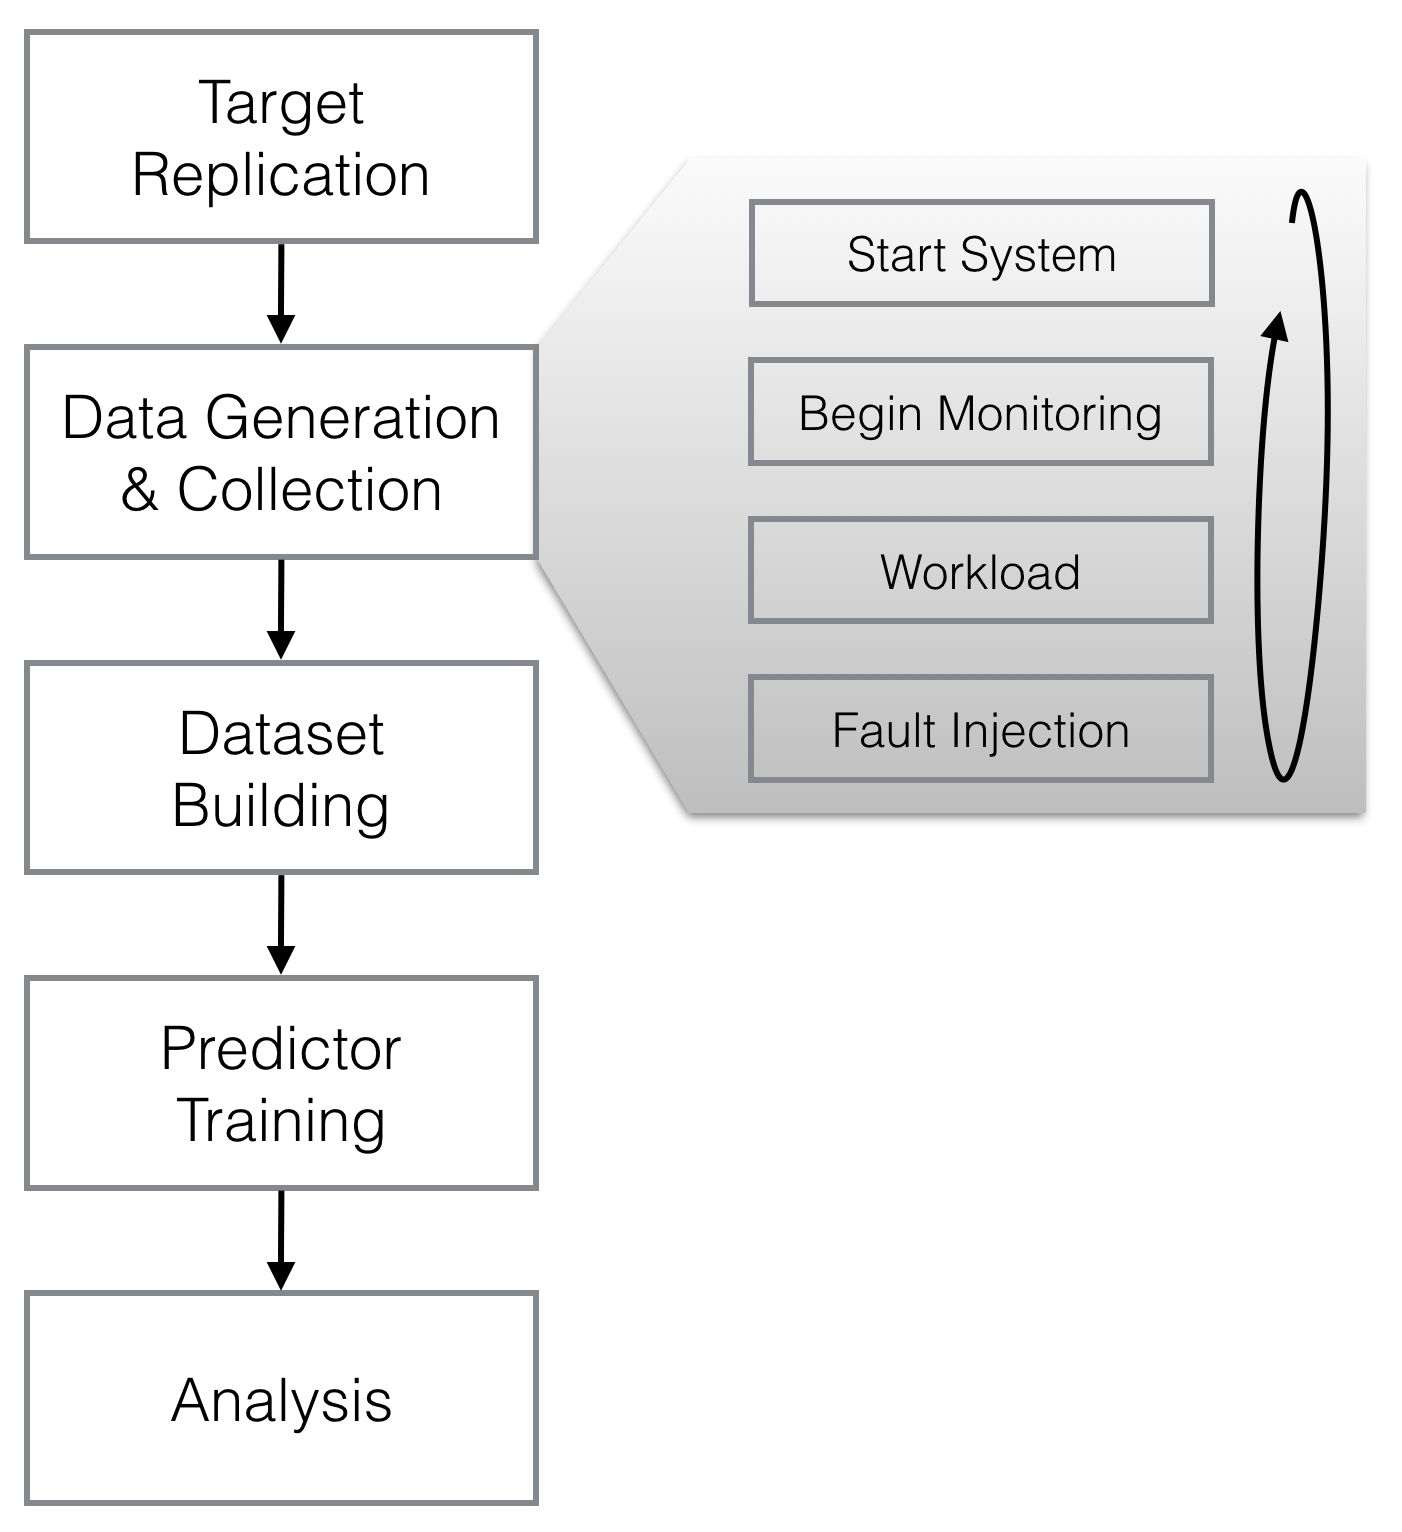 Target
Replication
Data Generation
& Collection
Dataset
Building
Predictor
Training
Analysis
Start System
Begin Monitoring
Workload
Fault Injection